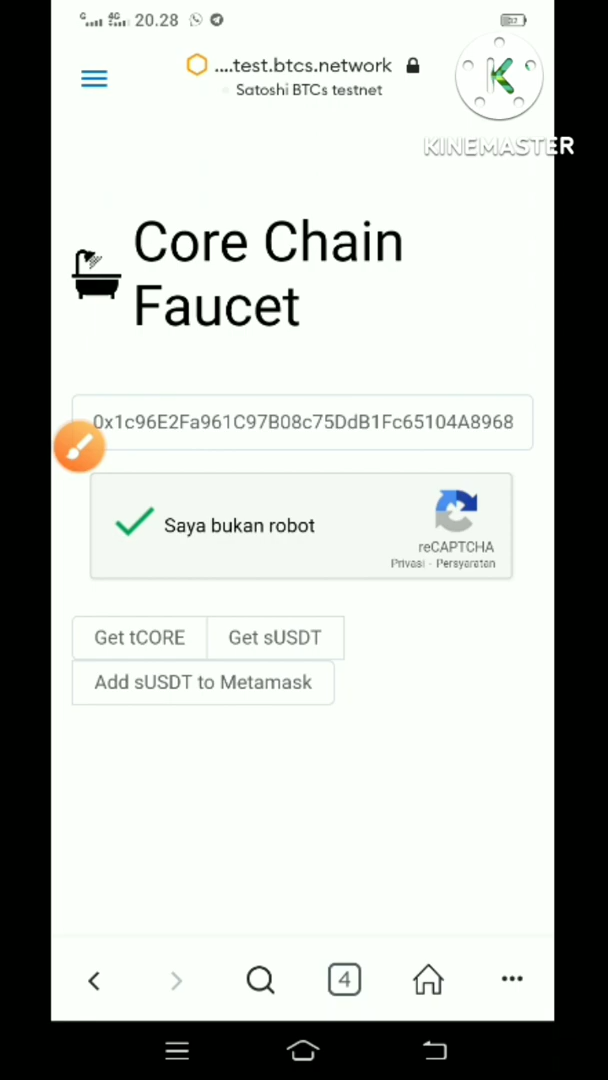 20.28
....test.btcs.network
Satoshi BTCs testnet
KINEMASTER
Core Chain
Faucet
0x1c96E2Fa961C97B08c75DdB1Fc65104A8968
Saya bukan robot
reCAPTCHA
Privasi - Persyaratan
Get tCORE
Get sUSDT
Add sUSDT to Metamask
4